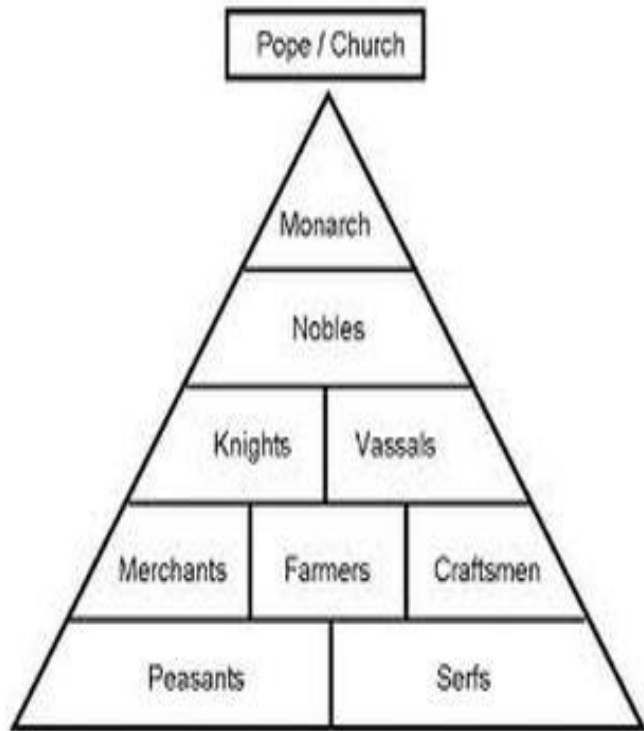 Pope / Church
Monarch
Nobles
Knights Vassals
Merchants Farmers Craftsmen
Peasants Serfs